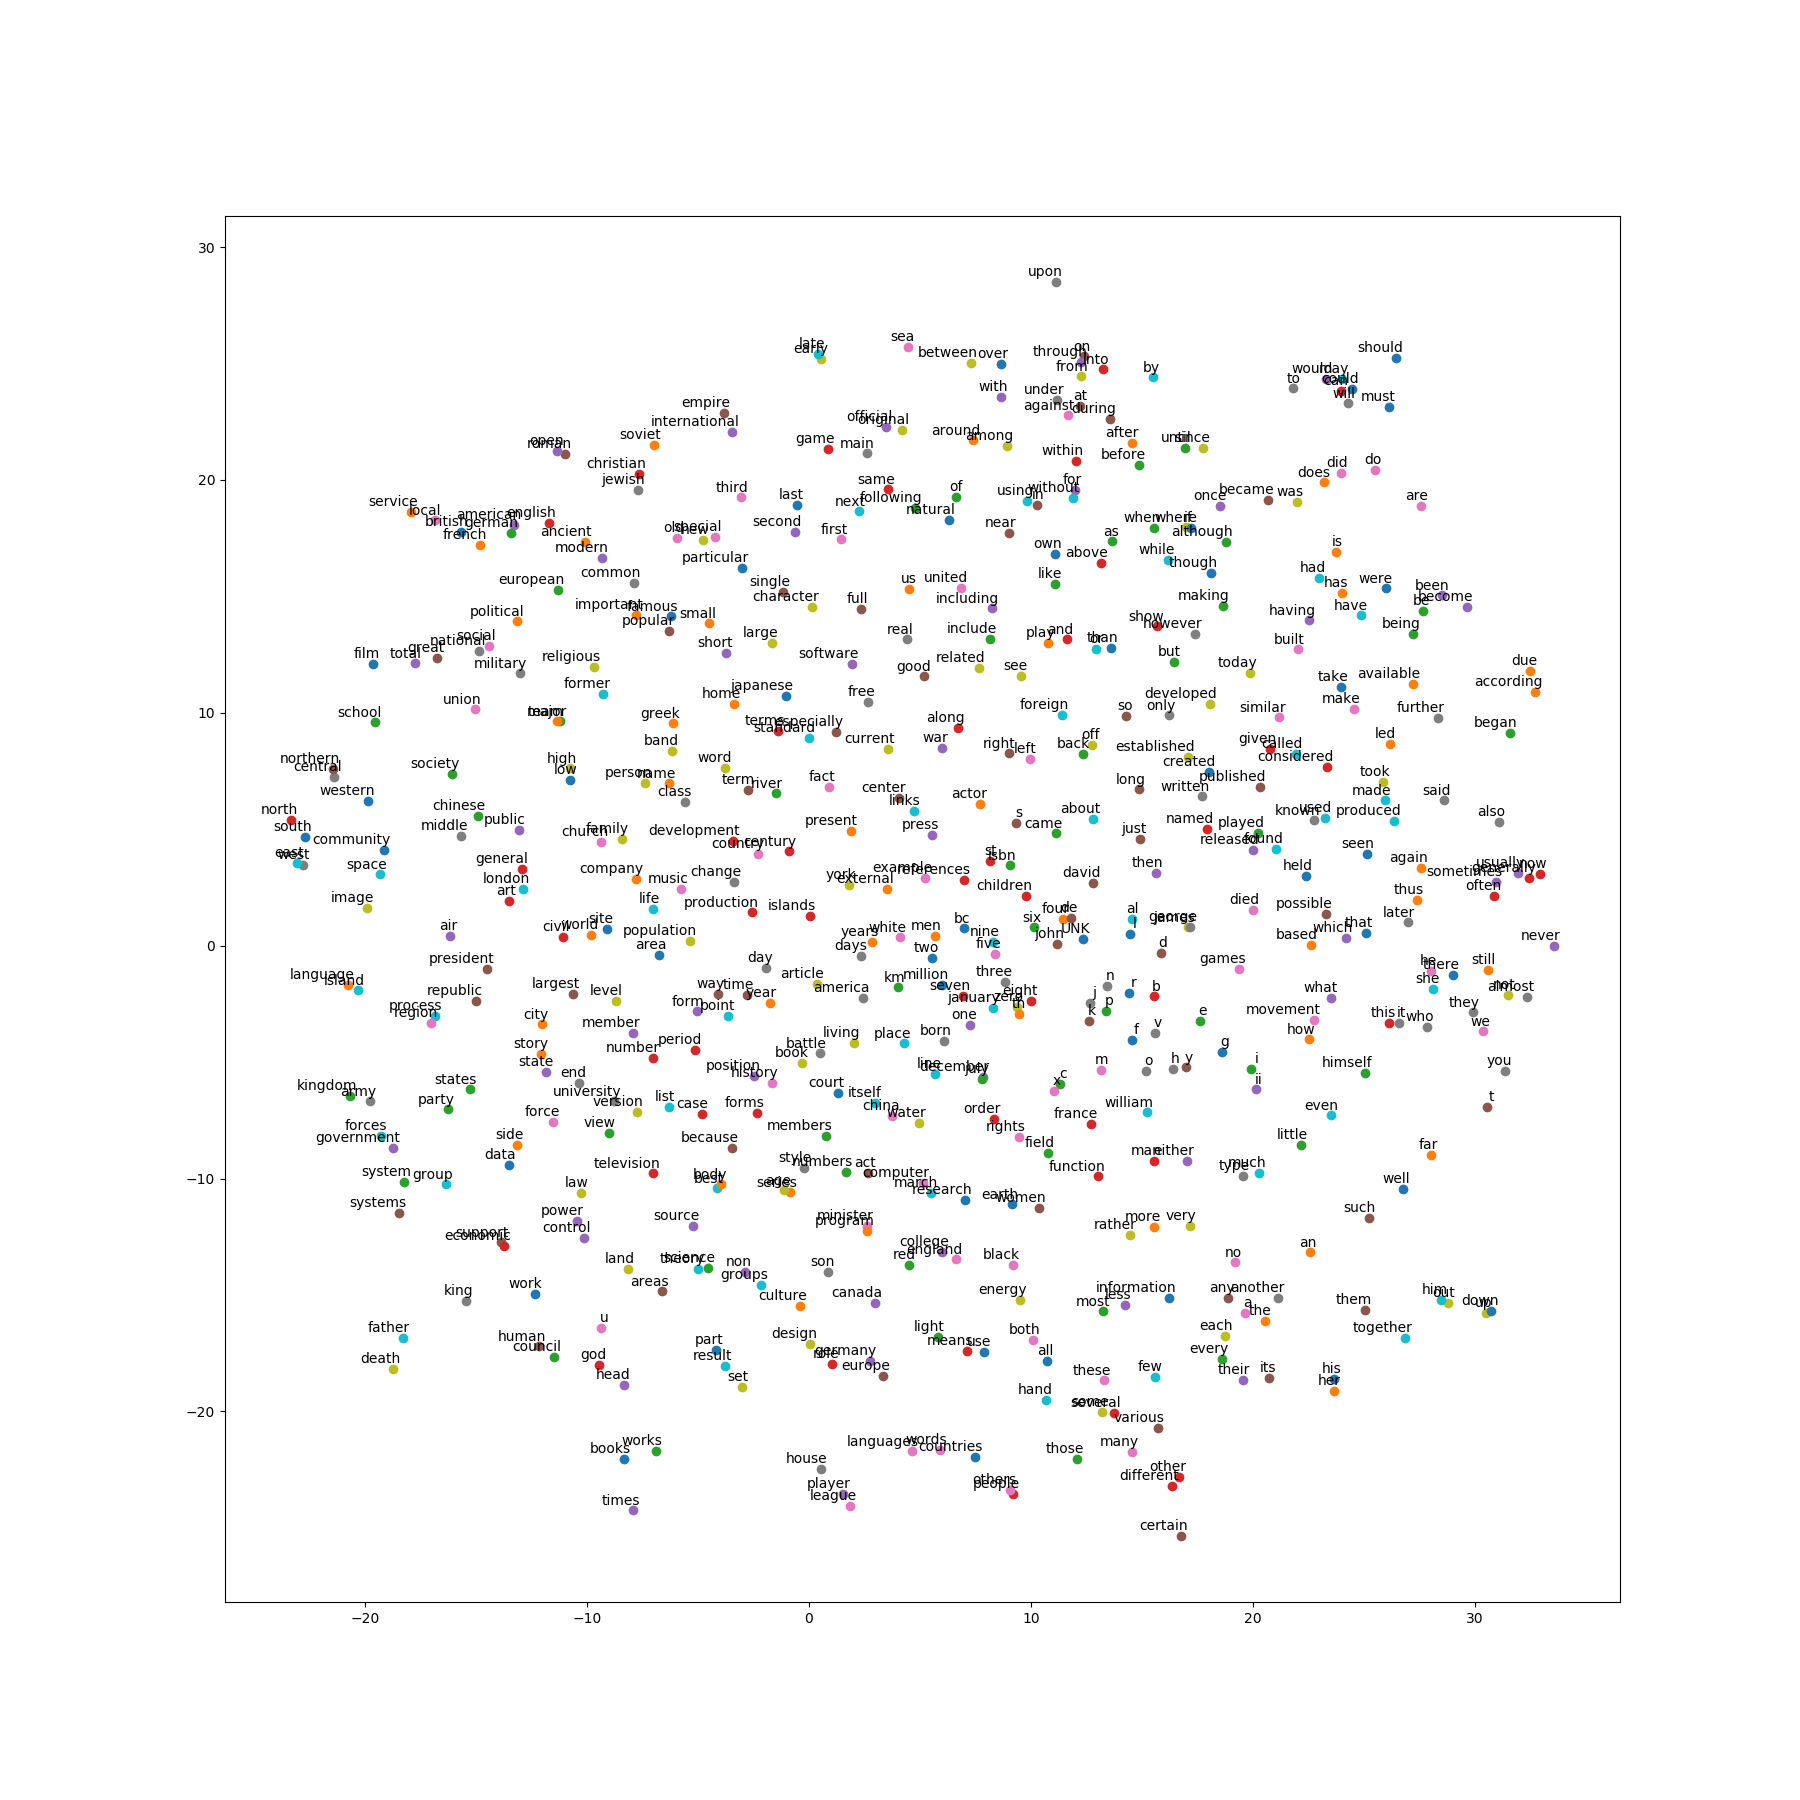 30
upon
late
early
sea
between
over
through
on
into
from
by
should
would
may
can
could
will
to
must
with
under
at
against
during
empire
international
official
original
soviet
game
main
around
among
after
until
since
before
within
open
roman
christian
jewish
did
do
does
20
third
last
same
following
next
of
natural
using
without
for
in
once
became
was
are
service
local
british
american
german
english
french
ancient
modern
old
special
new
second
first
near
when
where
if
although
as
own
above
while
though
is
particular
common
european
single
character
full
us
united
including
like
making
had
has
have
were
been
be
become
being
political
important
famous
popular
small
large
short
real
include
play
and
show
however
than
or
having
built
film
total
great
national
social
military
religious
former
software
good
related
see
but
today
take
make
available
due
according
further
union
school
team
major
japanese
home
free
greek
terms
standard
especially
along
foreign
so
only
developed
similar
began
10
band
current
war
right
left
back
off
established
given
called
considered
led
northern
central
western
society
high
low
person
name
class
word
term
river
fact
center
links
actor
created
long
written
published
took
made
said
north
south
east
west
community
space
chinese
middle
public
church
family
development
country
century
present
press
s
came
about
just
named
played
released
found
known
used
produced
also
seen
general
london
art
company
music
change
york
external
example
references
st
isbn
children
david
then
held
again
sometimes
usually
generally
now
often
thus
later
image
life
production
islands
air
civil
world
site
population
area
white
men
years
days
bc
nine
five
two
six
four
de
john
UNK
al
l
george
james
d
died
possible
based
which
that
never
0
language
island
president
republic
process
region
largest
level
day
way
time
year
form
point
article
america
km
million
seven
three
january
zero
eight
th
one
n
j
k
p
r
b
games
what
he
she
there
still
not
almost
they
we
city
story
state
member
number
period
living
battle
book
place
born
f
v
e
g
movement
how
this
it
who
kingdom
army
states
party
end
university
version
list
position
history
court
itself
china
line
december
july
x
c
m
o
h
y
i
ii
himself
you
t
forces
government
force
view
case
forms
water
members
because
order
rights
field
france
william
even
little
side
data
system
group
systems
television
body
best
style
series
age
numbers
act
computer
march
research
earth
women
function
man
either
type
much
far
well
−10
law
power
control
source
minister
program
support
economic
rather
more
very
such
land
theory
science
non
groups
areas
son
college
england
red
black
no
an
king
work
culture
canada
energy
information
most
less
any
another
a
the
them
him
out
up
down
together
father
death
human
council
u
god
head
part
result
set
design
role
germany
europe
light
means
use
both
all
each
every
these
few
their
its
his
her
hand
−20
some
several
various
many
books
works
times
languages
words
countries
those
house
player
league
others
people
other
different
certain
−20
−10
0
10
20
30